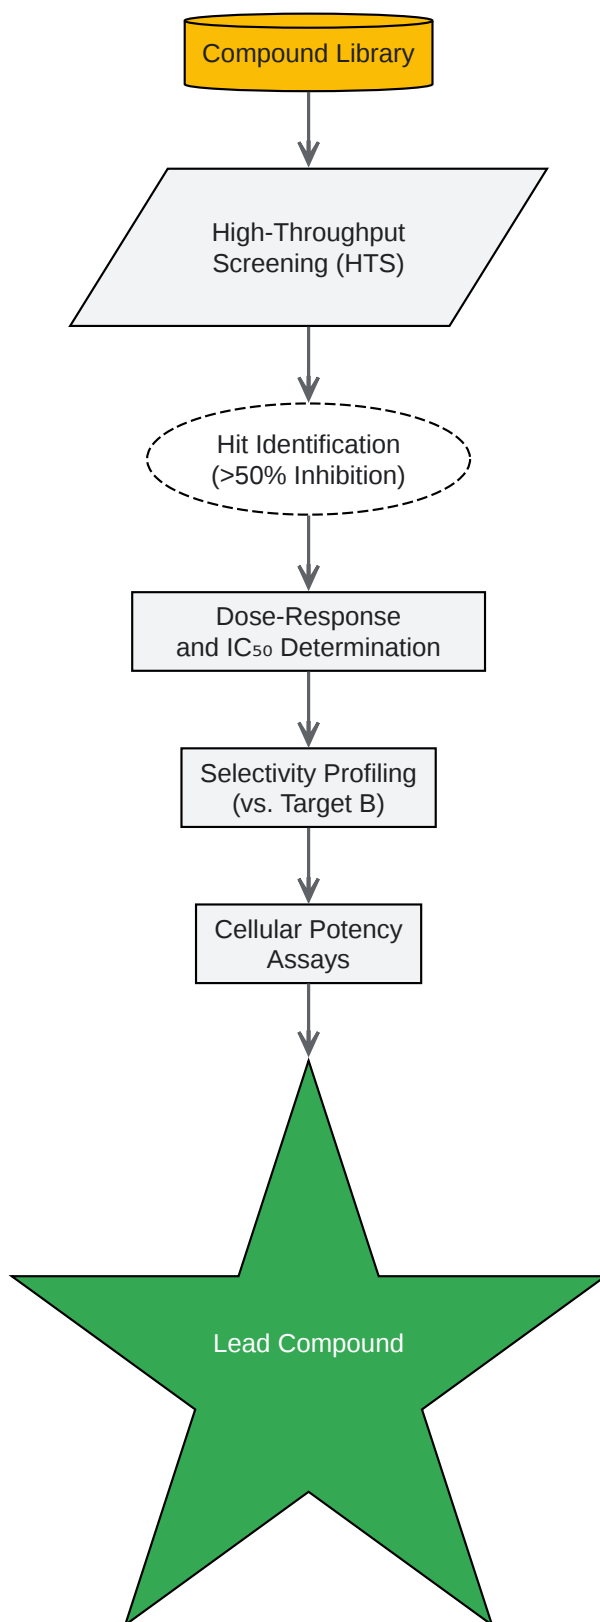 Compound Library
High-Throughput
Screening (HTS)
Hit Identification
(>50% Inhibition)
Dose-Response
and IC₅₀ Determination
Selectivity Profiling
(vs. Target B)
Cellular Potency
Assays
Lead Compound